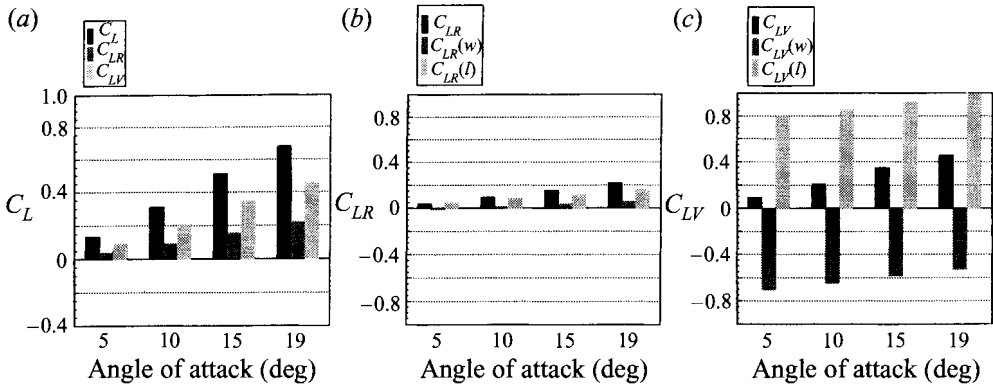 (a)
C_L
C_LR
C_LV
1.0
0.8
0.4
C_L
0
−0.4
5 10 15 19
Angle of attack (deg)
(b)
C_LR
C_LR(w)
C_LR(l)
0.8
0.4
C_LR 0
−0.4
−0.8
5 10 15 19
Angle of attack (deg)
(c)
C_LV
C_LV(w)
C_LV(l)
0.8
0.4
C_LV 0
−0.4
−0.8
5 10 15 19
Angle of attack (deg)